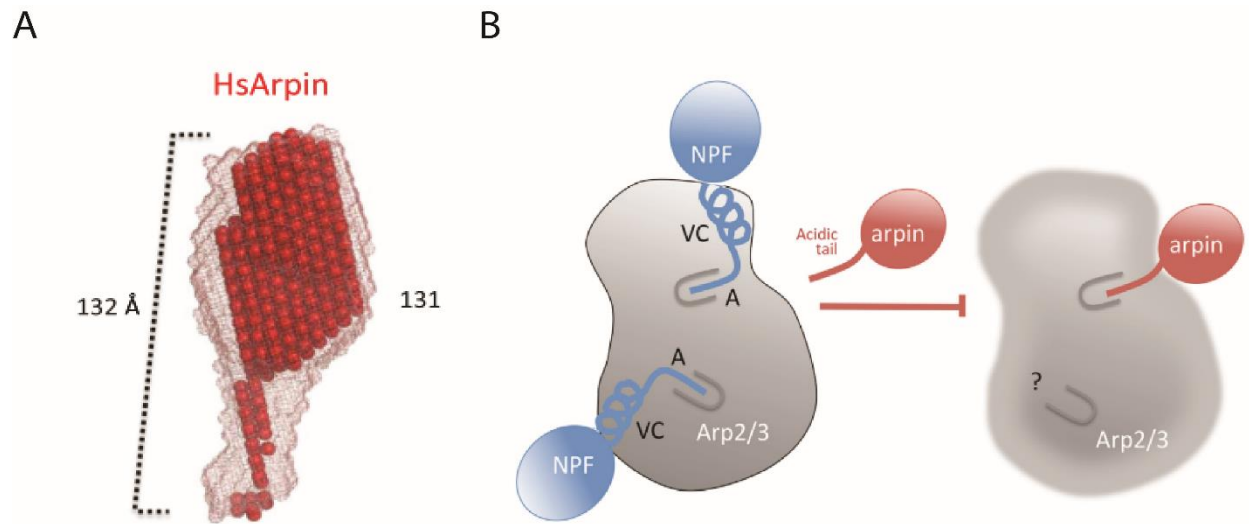 A
HsArpin
132 Å
131
B
NPF
VC
A
A
VC
NPF
Arp2/3
Acidic
tail
arpin
arpin
?
Arp2/3